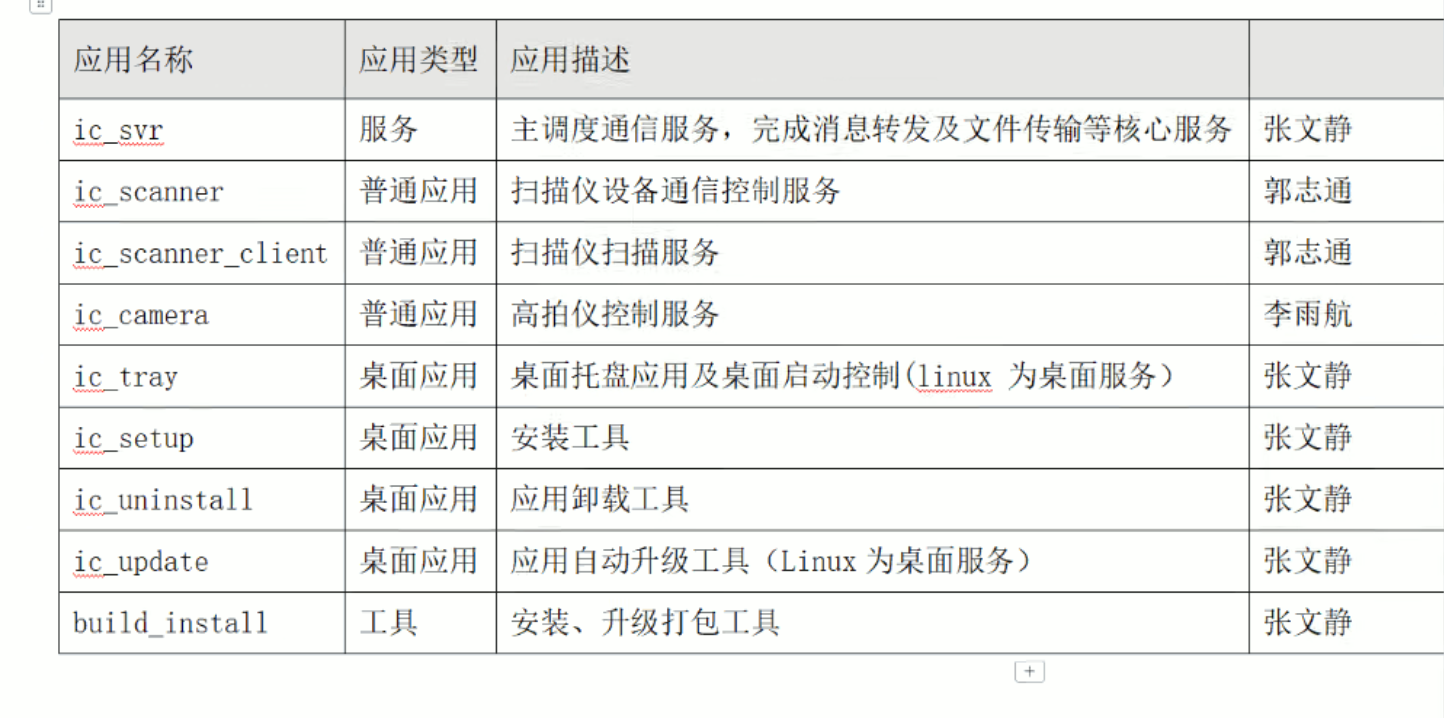 应用名称 应用类型 应用描述
ic_svr 服务 主调度通信服务，完成消息转发及文件传输等核心服务 张文静
ic_scanner 普通应用 扫描仪设备通信控制服务 郭志通
ic_scanner_client 普通应用 扫描仪扫描服务 郭志通
ic_camera 普通应用 高拍仪控制服务 李雨航
ic_tray 桌面应用 桌面托盘应用及桌面启动控制(linux 为桌面服务） 张文静
ic_setup 桌面应用 安装工具 张文静
ic_uninstall 桌面应用 应用卸载工具 张文静
ic_update 桌面应用 应用自动升级工具（Linux 为桌面服务） 张文静
build_install 工具 安装、升级打包工具 张文静